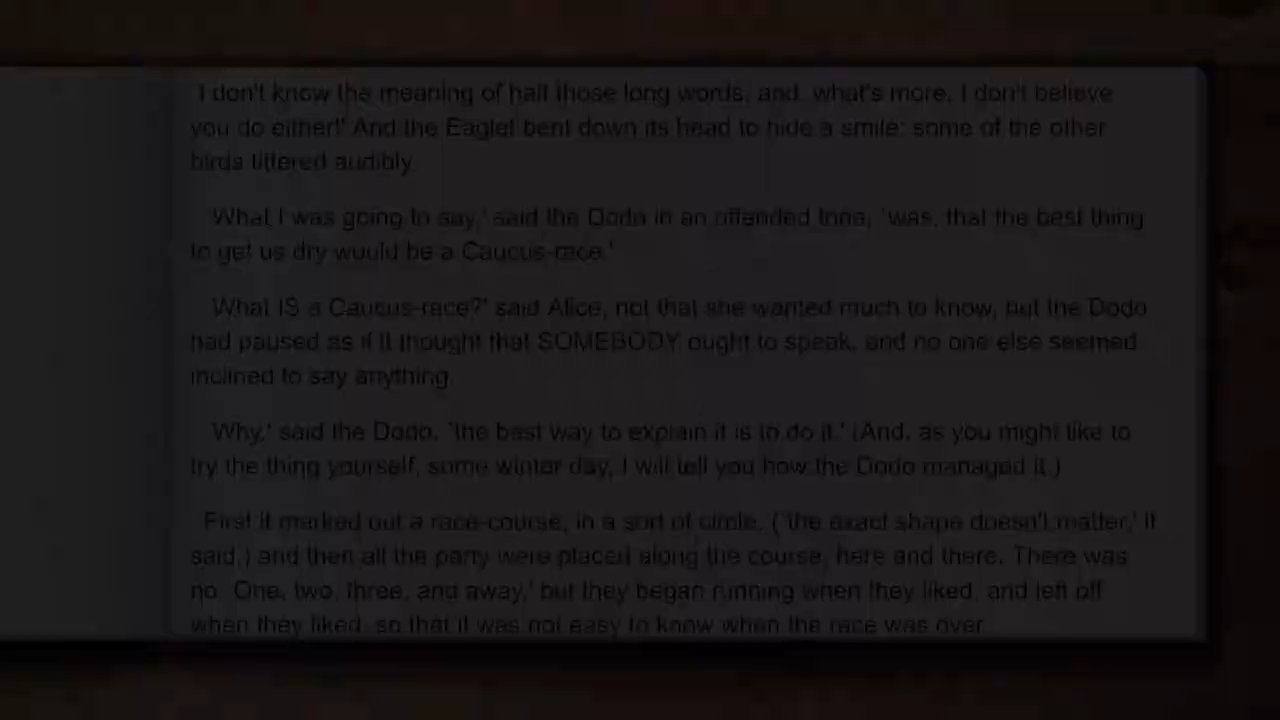 I don't know the meaning of half those long words, and, what's more, I don't believe
you do either!' And the Eaglet bent down its head to hide a smile: some of the other
birds tittered audibly.
`What I was going to say,' said the Dodo in an offended tone, `was, that the best thing
to get us dry would be a Caucus-race.'
`What IS a Caucus-race?' said Alice; not that she wanted much to know, but the Dodo
had paused as if it thought that SOMEBODY ought to speak, and no one else seemed
inclined to say anything.
`Why,' said the Dodo, `the best way to explain it is to do it.' (And, as you might like to
try the thing yourself, some winter day, I will tell you how the Dodo managed it.)
First it marked out a race-course, in a sort of circle, (`the exact shape doesn't matter,' it
said,) and then all the party were placed along the course, here and there. There was
no `One, two, three, and away,' but they began running when they liked, and left off
when they liked, so that it was not easy to know when the race was over.